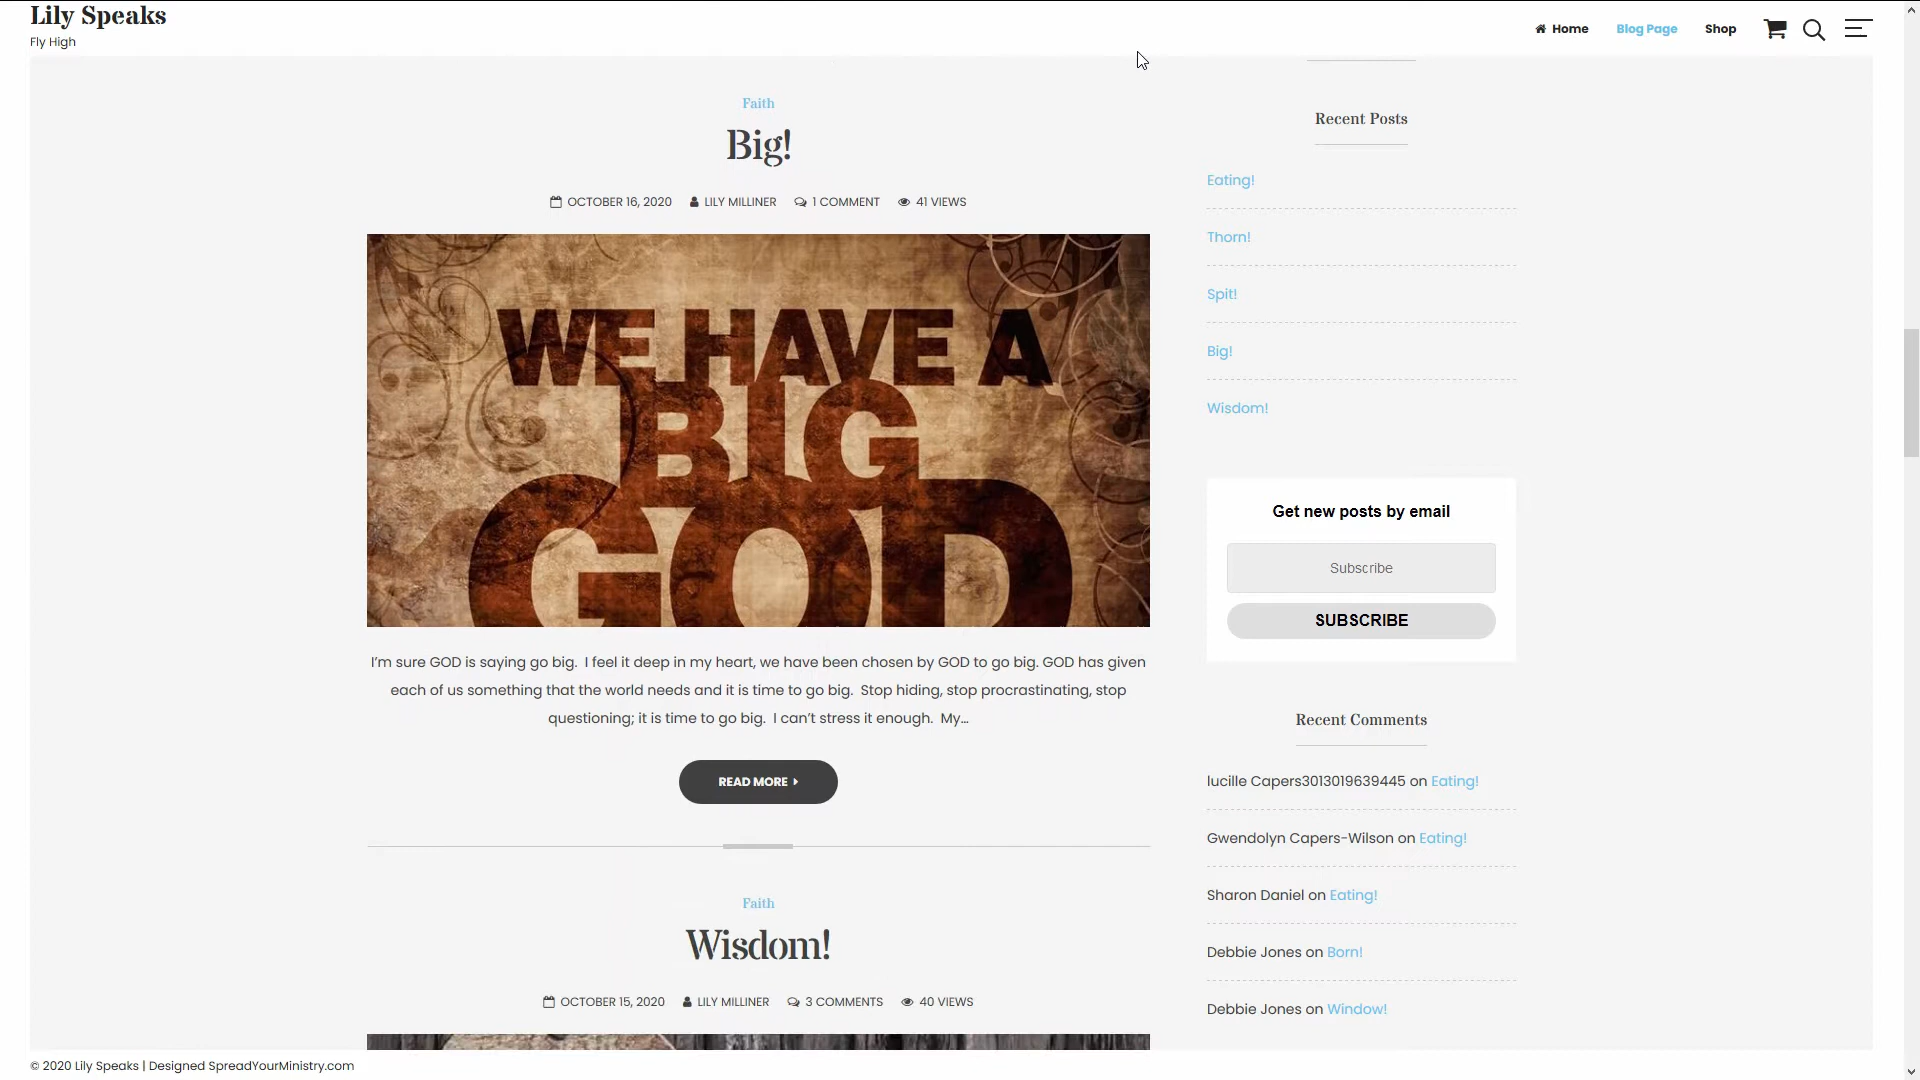 Lily Speaks
Fly High
Home
Blog Page
Shop
Faith
Big!
OCTOBER 16, 2020 LILY MILLINER 1 COMMENT 41 VIEWS
WE HAVE A
BIG
GOD
I’m sure GOD is saying go big.  I feel it deep in my heart, we have been chosen by GOD to go big. GOD has given
each of us something that the world needs and it is time to go big.  Stop hiding, stop procrastinating, stop
questioning; it is time to go big.  I can’t stress it enough.  My…
READ MORE
Faith
Wisdom!
OCTOBER 15, 2020 LILY MILLINER 3 COMMENTS 40 VIEWS
Recent Posts
Eating!
Thorn!
Spit!
Big!
Wisdom!
Get new posts by email
Subscribe
SUBSCRIBE
Recent Comments
lucille Capers3013019639445 on Eating!
Gwendolyn Capers-Wilson on Eating!
Sharon Daniel on Eating!
Debbie Jones on Born!
Debbie Jones on Window!
© 2020 Lily Speaks | Designed SpreadYourMinistry.com